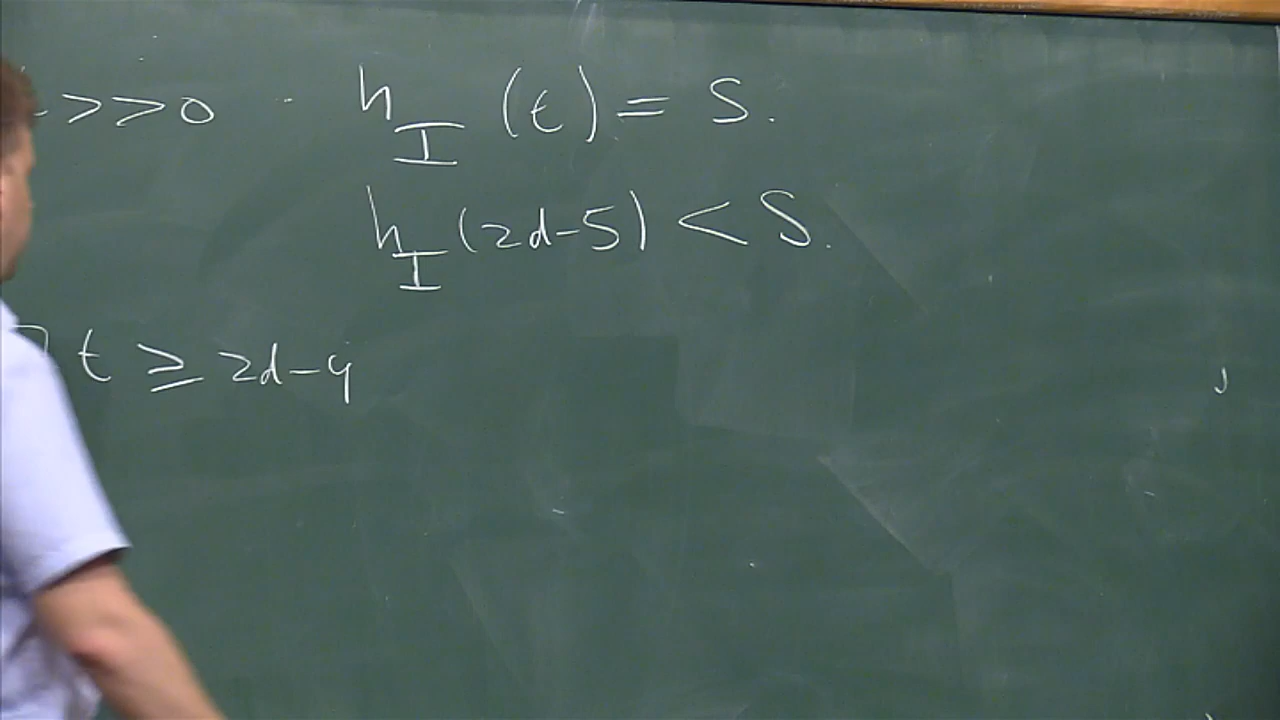 >>0 h_I (t) = S.
h_I (2d-5) < S.
t ≥ 2d-4